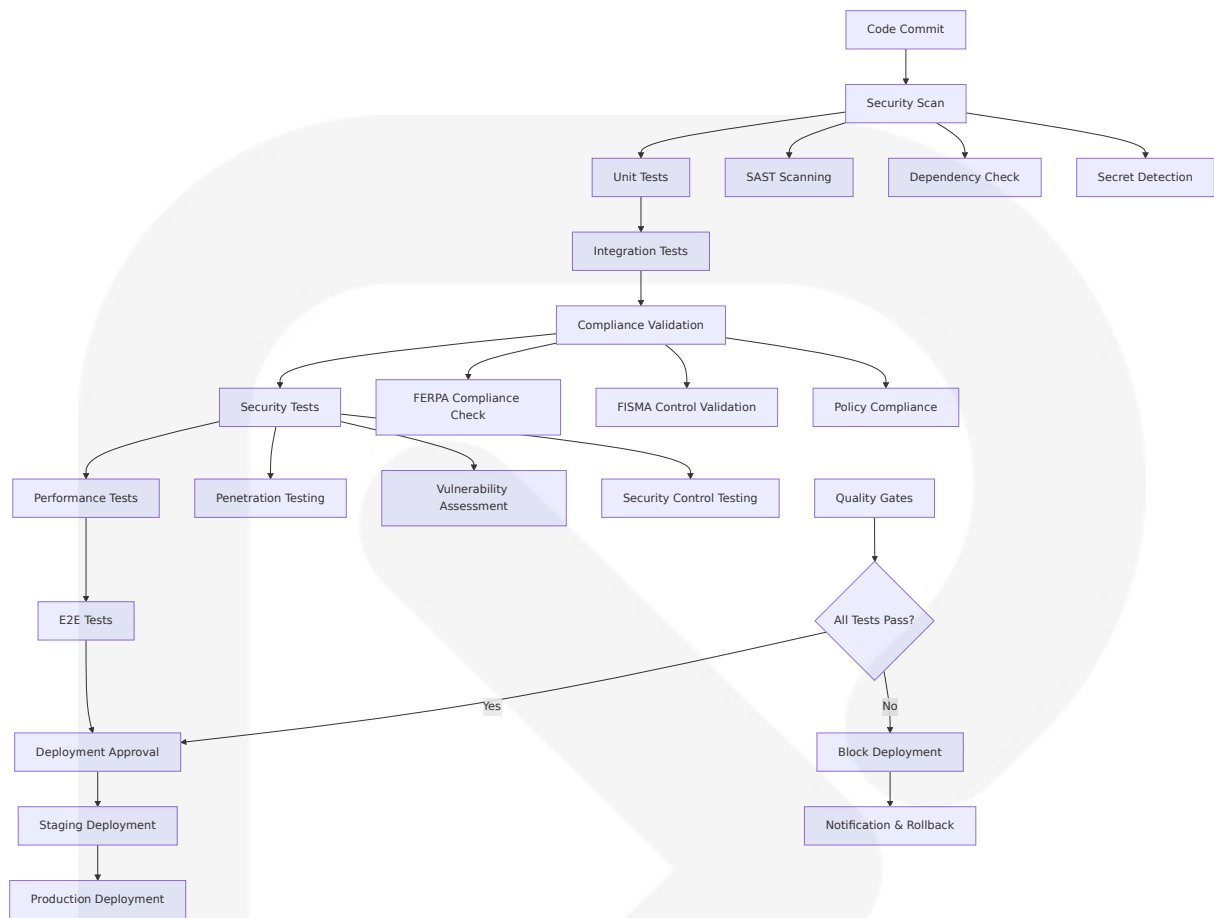 Code Commit
Security Scan
Unit Tests
SAST Scanning
Dependency Check
Secret Detection
Integration Tests
Compliance Validation
Security Tests
FERPA Compliance
Check
FISMA Control Validation
Policy Compliance
Performance Tests
Penetration Testing
Vulnerability
Assessment
Security Control Testing
Quality Gates
E2E Tests
All Tests Pass?
Yes
No
Deployment Approval
Block Deployment
Staging Deployment
Notification & Rollback
Production Deployment